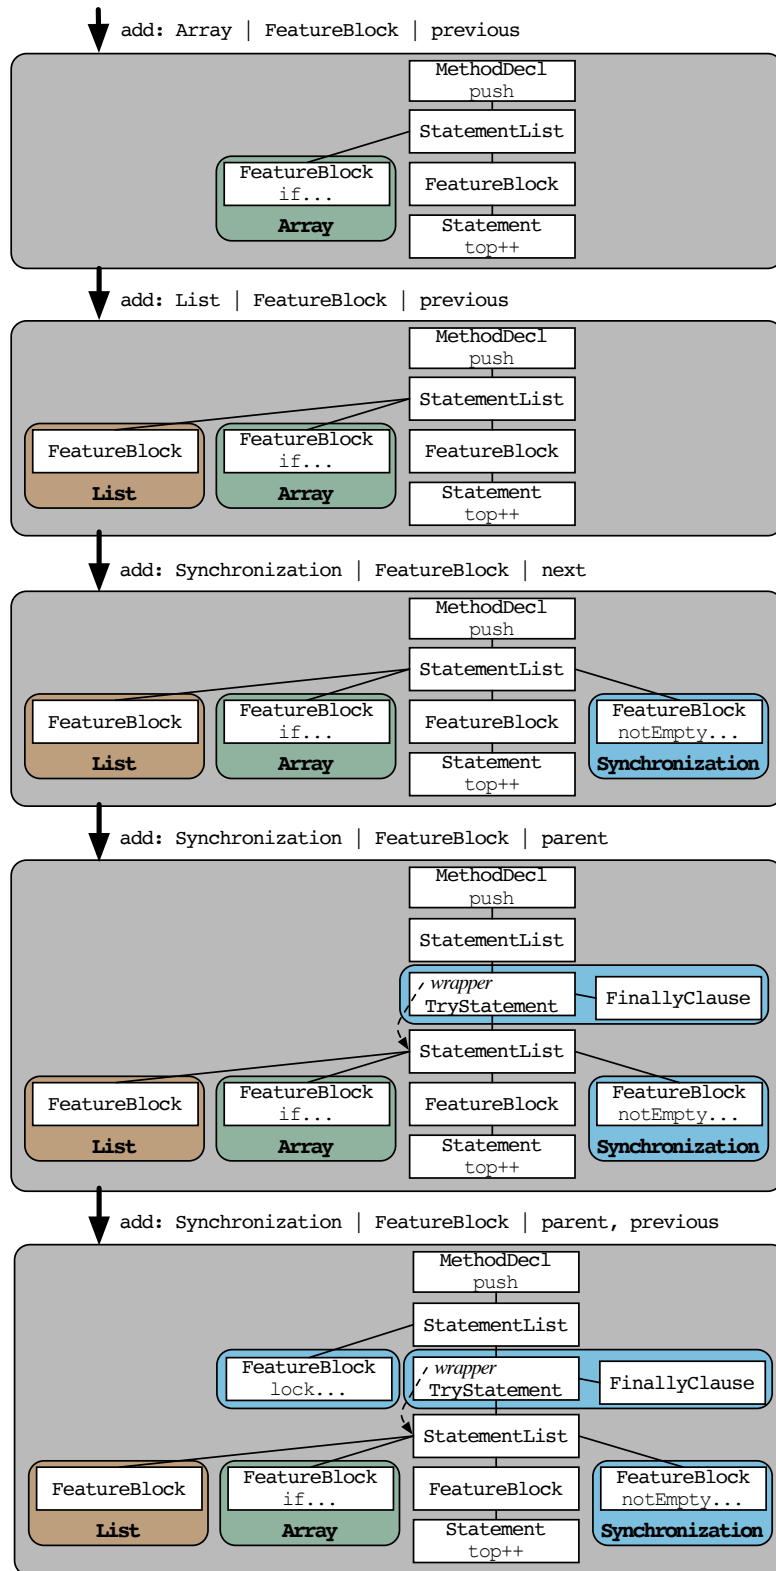 add: Array | FeatureBlock | previous
MethodDecl
push
StatementList
FeatureBlock
if...
Array
FeatureBlock
Statement
top++
add: List | FeatureBlock | previous
MethodDecl
push
StatementList
FeatureBlock
List
FeatureBlock
if...
Array
FeatureBlock
Statement
top++
add: Synchronization | FeatureBlock | next
MethodDecl
push
StatementList
FeatureBlock
List
FeatureBlock
if...
Array
FeatureBlock
Statement
top++
FeatureBlock
notEmpty...
Synchronization
add: Synchronization | FeatureBlock | parent
MethodDecl
push
StatementList
wrapper
TryStatement
FinallyClause
StatementList
FeatureBlock
List
FeatureBlock
if...
Array
FeatureBlock
Statement
top++
FeatureBlock
notEmpty...
Synchronization
add: Synchronization | FeatureBlock | parent, previous
MethodDecl
push
StatementList
FeatureBlock
lock...
wrapper
TryStatement
FinallyClause
StatementList
FeatureBlock
List
FeatureBlock
if...
Array
FeatureBlock
Statement
top++
FeatureBlock
notEmpty...
Synchronization